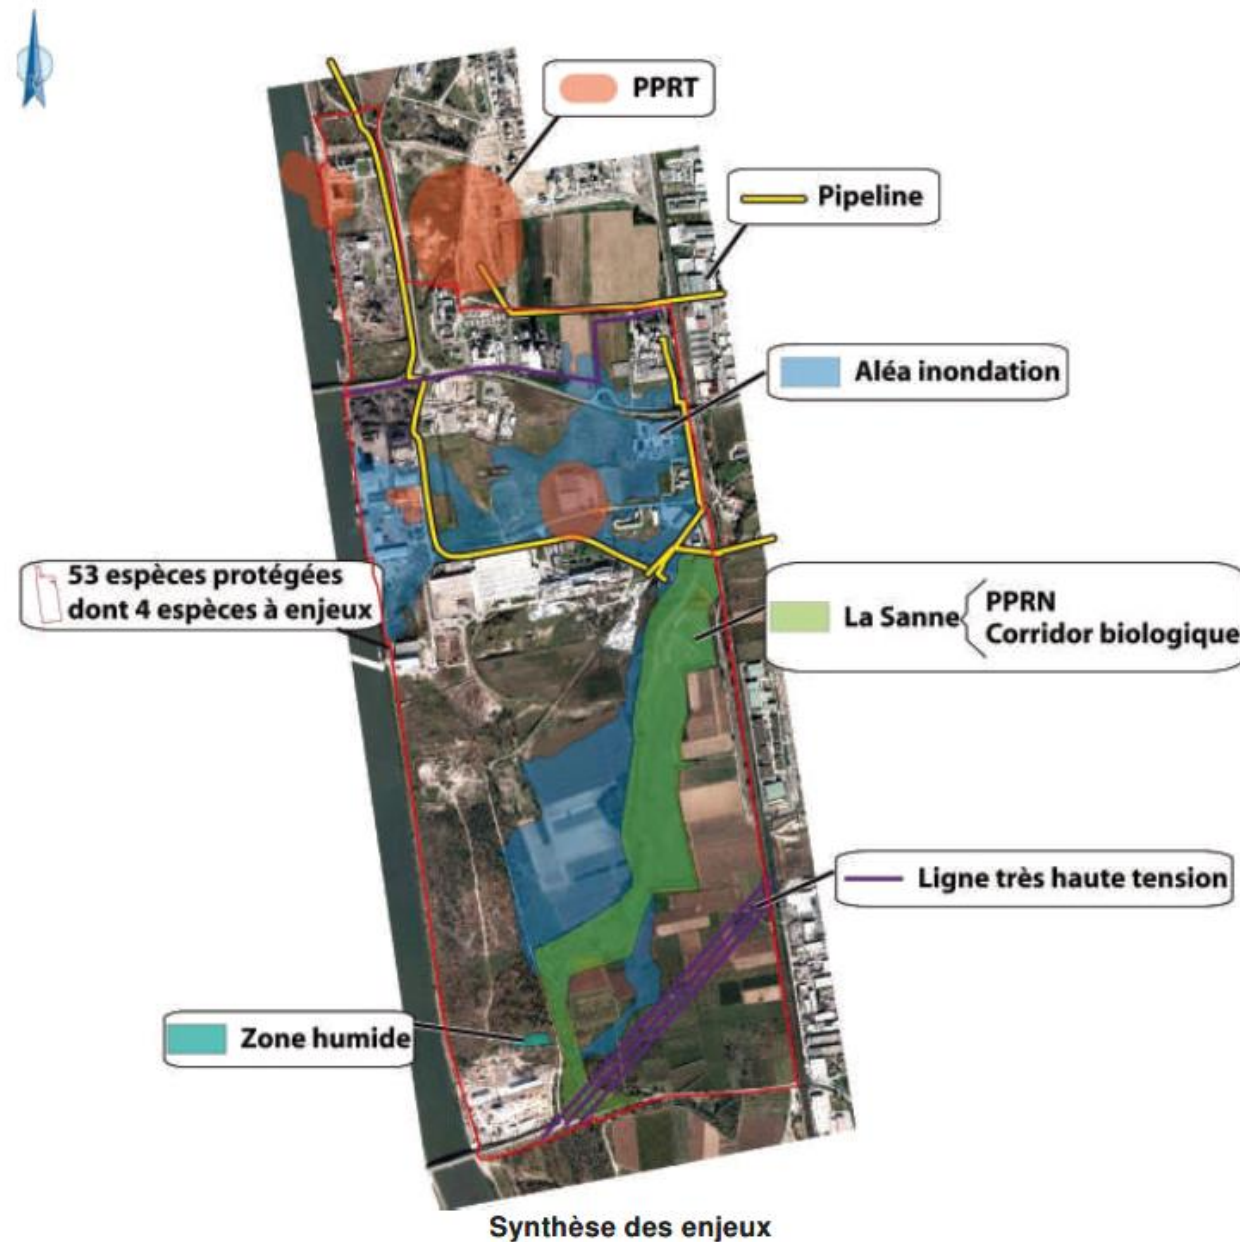 PPRT
Pipeline
Aléa inondation
53 espèces protégées
dont 4 espèces à enjeux
La Sanne
PPRN
Corridor biologique
Ligne très haute tension
Zone humide
Synthèse des enjeux